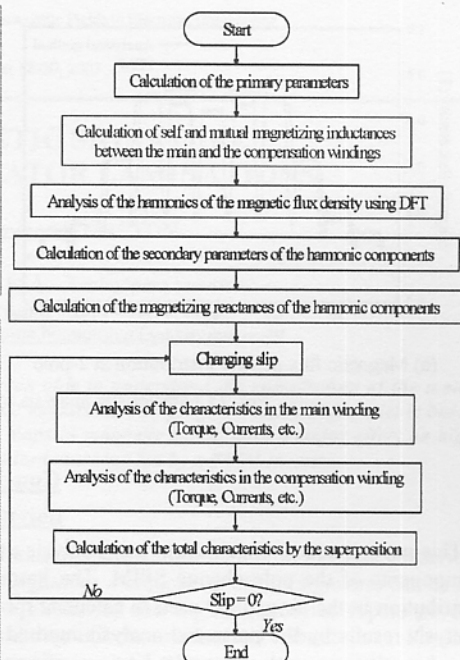 Start
Calculation of the primary parameters
Calculation of self and mutual magnetizing inductances
between the main and the compensation windings
Analysis of the harmonics of the magnetic flux density using DFT
Calculation of the secondary parameters of the harmonic components
Calculation of the magnetizing reactances of the harmonic components
Changing slip
Analysis of the characteristics in the main winding
(Torque, Currents, etc.)
Analysis of the characteristics in the compensation winding
(Torque, Currents, etc.)
Calculation of the total characteristics by the superposition
No
Slip = 0?
Yes
End